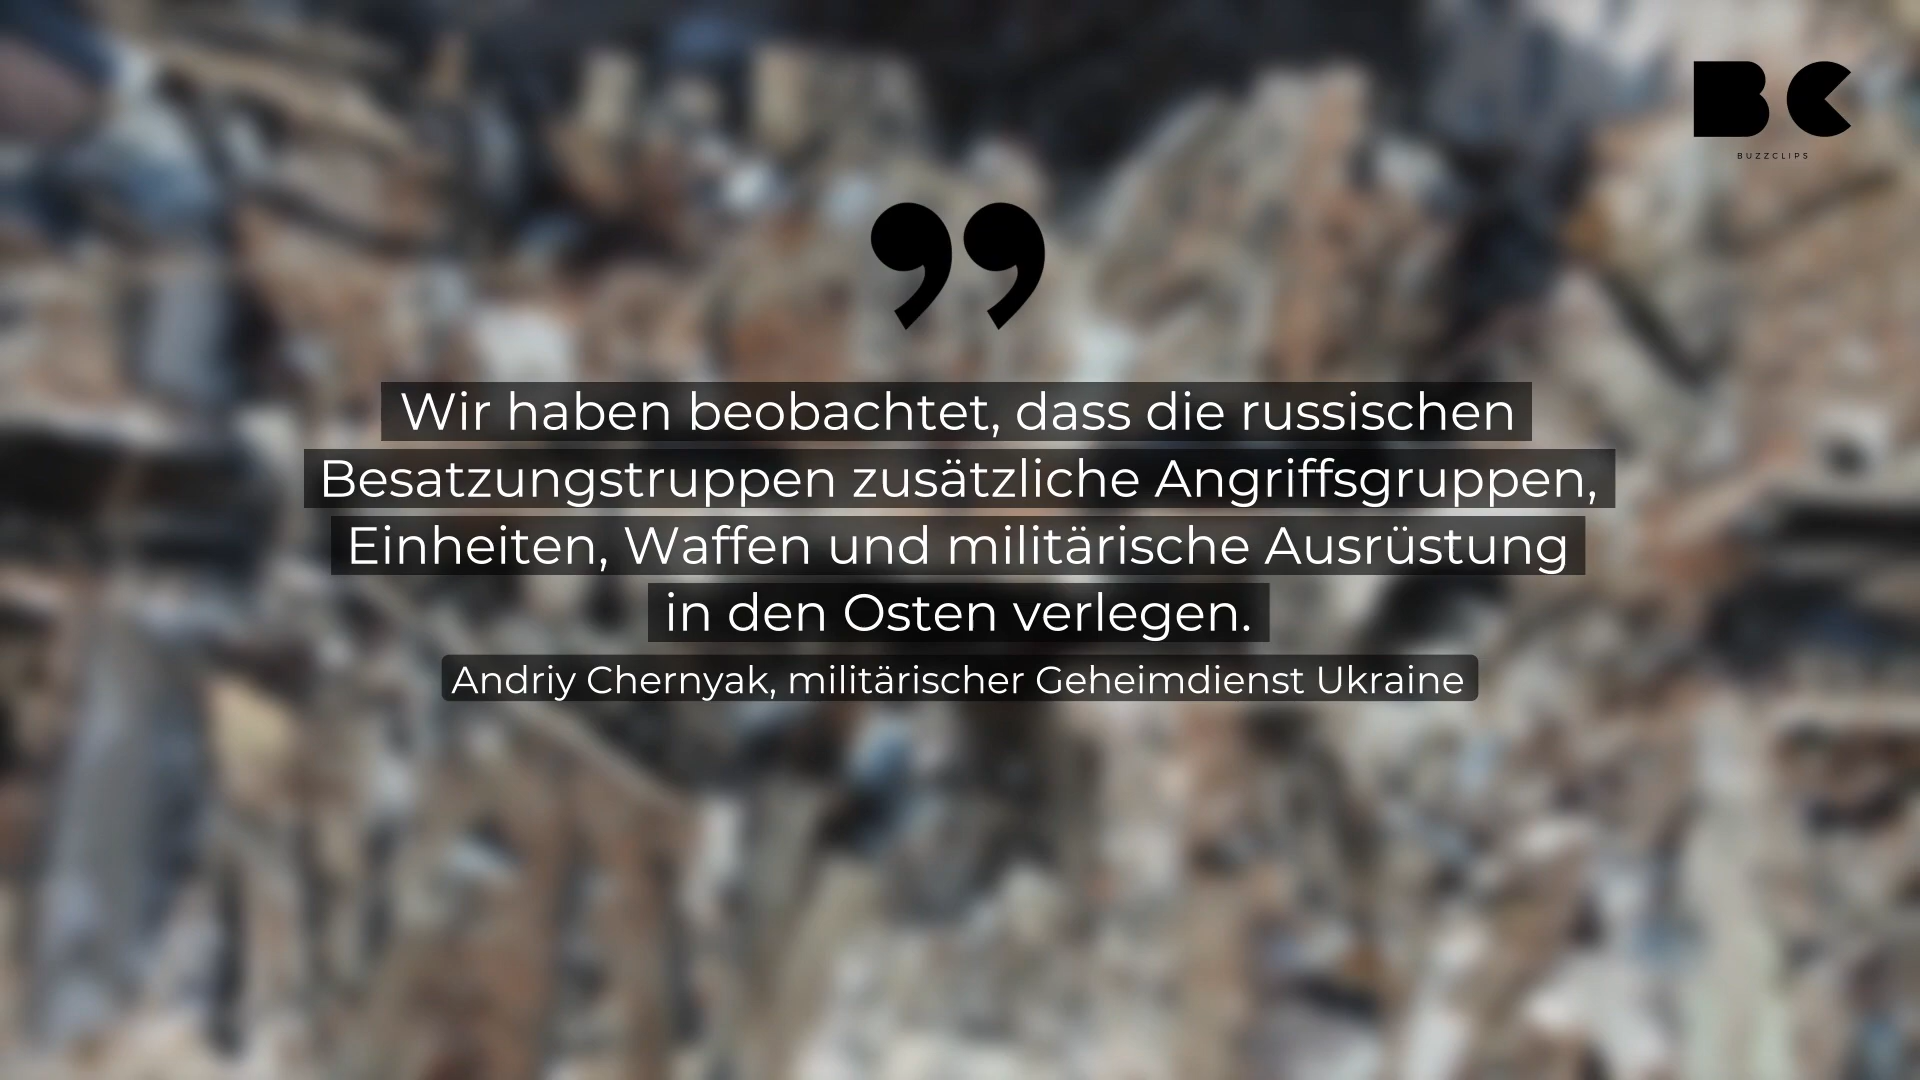 BC
BUZZCLIPS
”
Wir haben beobachtet, dass die russischen
Besatzungstruppen zusätzliche Angriffsgruppen,
Einheiten, Waffen und militärische Ausrüstung
in den Osten verlegen.
Andriy Chernyak, militärischer Geheimdienst Ukraine